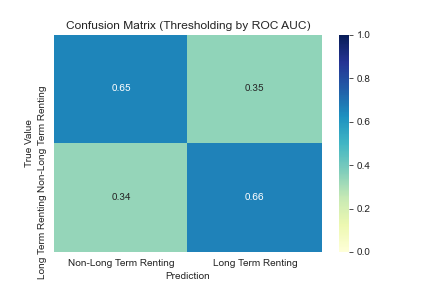 Confusion Matrix (Thresholding by ROC AUC)
True Value
Non-Long Term Renting
Long Term Renting
0.65
0.35
0.34
0.66
Non-Long Term Renting
Long Term Renting
Prediction
1.0
0.8
0.6
0.4
0.2
0.0